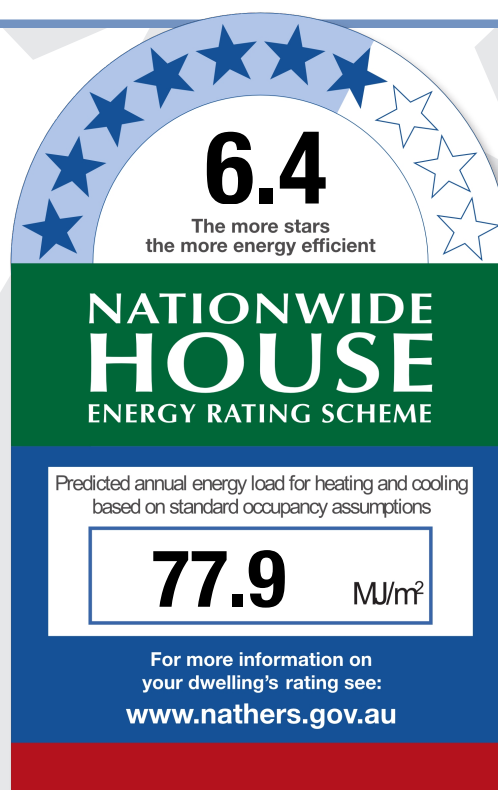 6.4
The more stars
the more energy efficient
NATIONWIDE
HOUSE
ENERGY RATING SCHEME
Predicted annual energy load for heating and cooling
based on standard occupancy assumptions
77.9 MJ/m²
For more information on
your dwelling's rating see:
www.nathers.gov.au